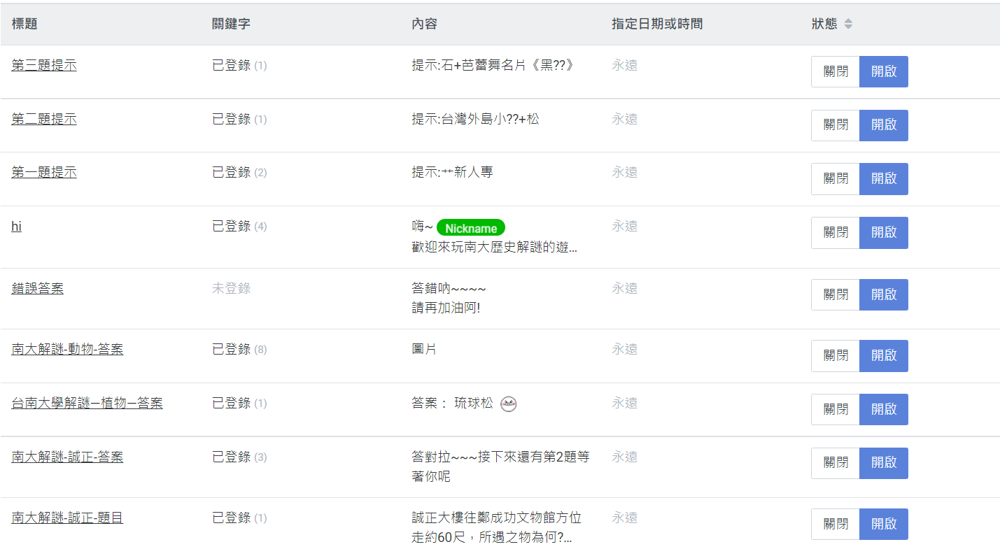 標題 關鍵字 內容 指定日期或時間 狀態
第三題提示 已登錄 (1) 提示:石+芭蕾舞名片《黑??》 永遠 關閉 開啟
第二題提示 已登錄 (1) 提示:台灣外島小??+松 永遠 關閉 開啟
第一題提示 已登錄 (2) 提示:艹新人專 永遠 關閉 開啟
hi 已登錄 (4) 嗨~ Nickname 永遠 關閉 開啟
歡迎來玩南大歷史解謎的遊...
錯誤答案 未登錄 答錯吶~~~~ 永遠 關閉 開啟
請再加油阿!
南大解謎-動物-答案 已登錄 (8) 圖片 永遠 關閉 開啟
台南大學解謎—植物—答案 已登錄 (1) 答案： 琉球松 永遠 關閉 開啟
南大解謎-誠正-答案 已登錄 (3) 答對拉~~~接下來還有第2題等 永遠 關閉 開啟
著你呢
南大解謎-誠正-題目 已登錄 (1) 誠正大樓往鄭成功文物館方位 永遠 關閉 開啟
走約60尺，所遇之物為何?...